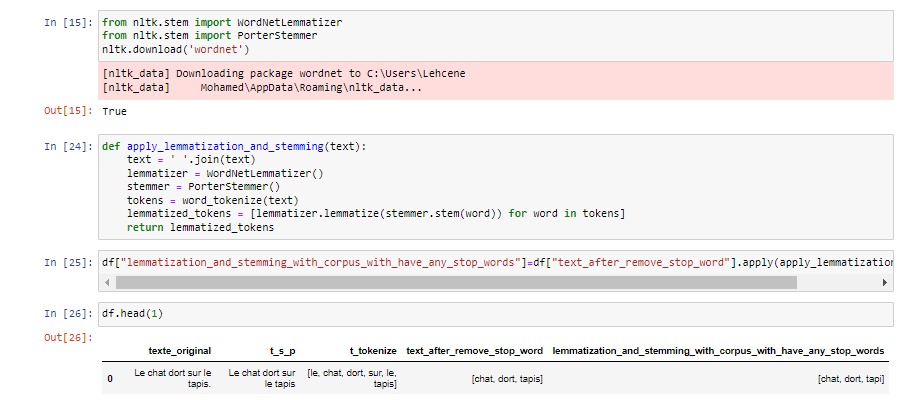 In [15]: from nltk.stem import WordNetLemmatizer
from nltk.stem import PorterStemmer
nltk.download('wordnet')
[nltk_data] Downloading package wordnet to C:\Users\Lehcene
[nltk_data]     Mohamed\AppData\Roaming\nltk_data...
Out[15]: True
In [24]: def apply_lemmatization_and_stemming(text):
    text = ' '.join(text)
    lemmatizer = WordNetLemmatizer()
    stemmer = PorterStemmer()
    tokens = word_tokenize(text)
    lemmatized_tokens = [lemmatizer.lemmatize(stemmer.stem(word)) for word in tokens]
    return lemmatized_tokens
In [25]: df["lemmatization_and_stemming_with_corpus_with_have_any_stop_words"]=df["text_after_remove_stop_word"].apply(apply_lemmatization
In [26]: df.head(1)
Out[26]:
texte_original t_s_p t_tokenize text_after_remove_stop_word lemmatization_and_stemming_with_corpus_with_have_any_stop_words
0 Le chat dort sur le tapis. Le chat dort sur le tapis [le, chat, dort, sur, le, tapis] [chat, dort, tapis] [chat, dort, tapi]